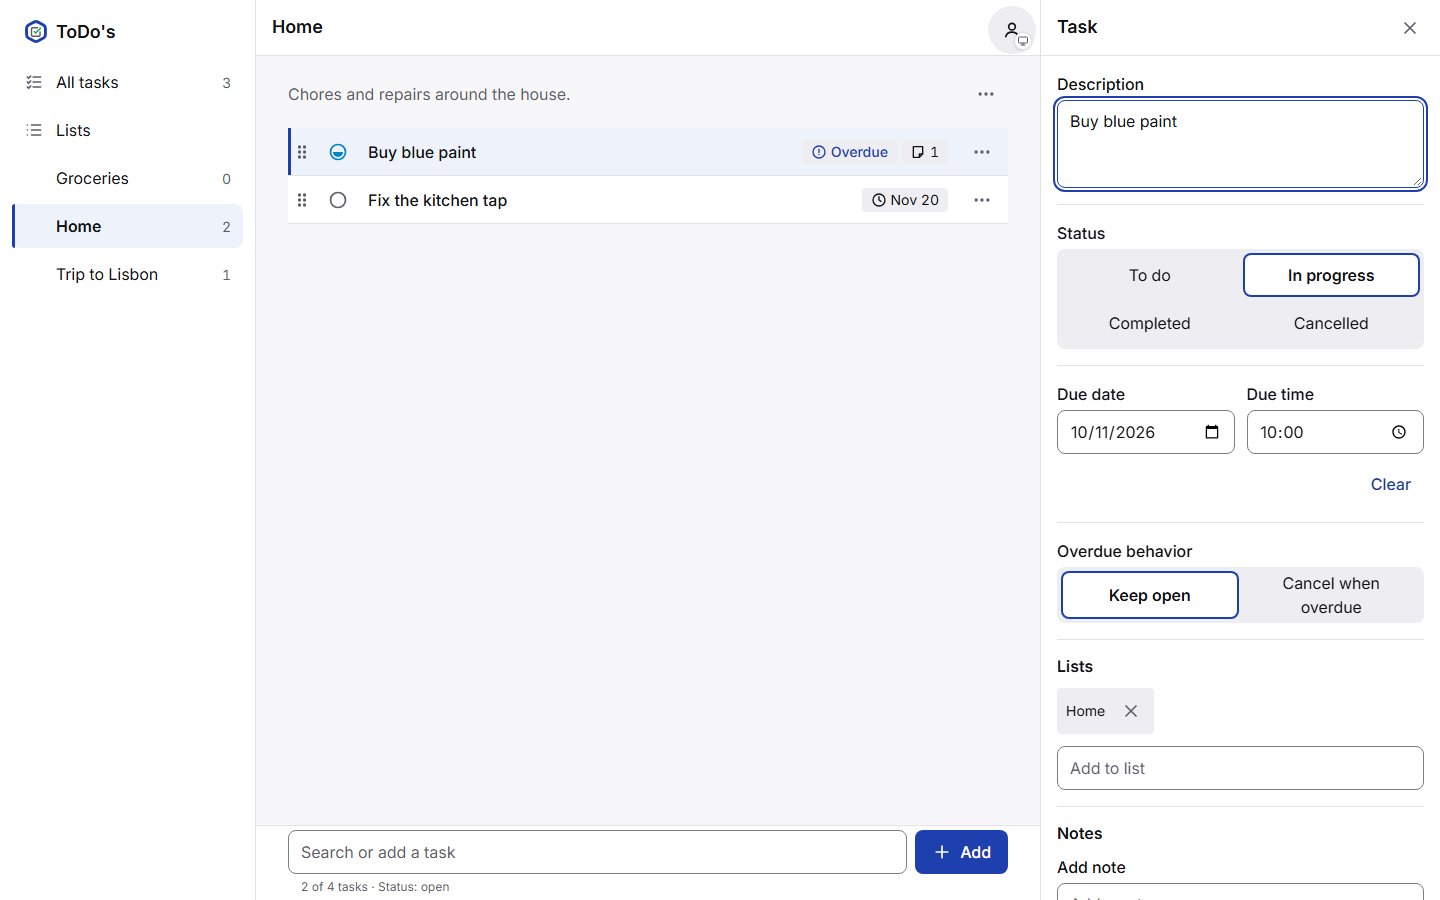 ToDo's
All tasks 3
Lists
Groceries 0
Home 2
Trip to Lisbon 1
Home
Chores and repairs around the house.
Buy blue paint Overdue 1
Fix the kitchen tap Nov 20
Search or add a task
Add
2 of 4 tasks · Status: open
Task
Description
Buy blue paint
Status
To do In progress
Completed Cancelled
Due date Due time
10/11/2026 10:00
Clear
Overdue behavior
Keep open Cancel when
overdue
Lists
Home
Add to list
Notes
Add note